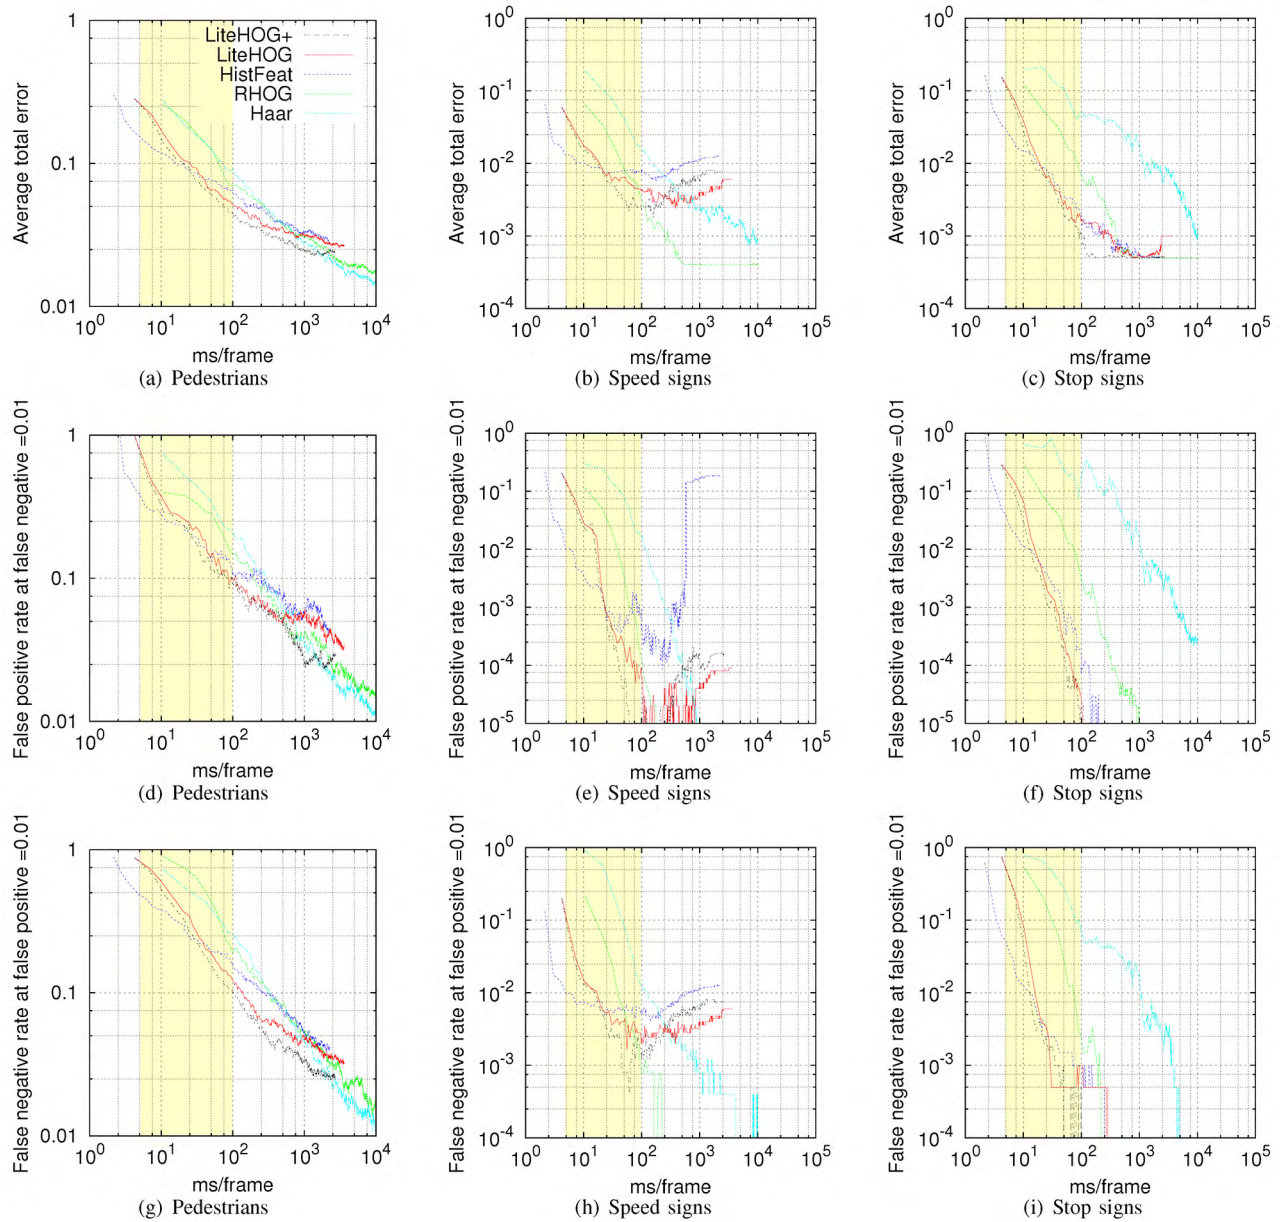 1
0.1
0.01
Average total error
LiteHOG+
LiteHOG
HistFeat
RHOG
Haar
10^0 10^1 10^2 10^3 10^4
ms/frame
(a) Pedestrians
10^0
10^-1
10^-2
10^-3
10^-4
Average total error
10^0 10^1 10^2 10^3 10^4 10^5
ms/frame
(b) Speed signs
10^0
10^-1
10^-2
10^-3
10^-4
Average total error
10^0 10^1 10^2 10^3 10^4 10^5
ms/frame
(c) Stop signs
1
0.1
0.01
False positive rate at false negative =0.01
10^0 10^1 10^2 10^3 10^4
ms/frame
(d) Pedestrians
10^0
10^-1
10^-2
10^-3
10^-4
10^-5
False positive rate at false negative =0.01
10^0 10^1 10^2 10^3 10^4 10^5
ms/frame
(e) Speed signs
10^0
10^-1
10^-2
10^-3
10^-4
10^-5
False positive rate at false negative =0.01
10^0 10^1 10^2 10^3 10^4 10^5
ms/frame
(f) Stop signs
1
0.1
0.01
False negative rate at false positive =0.01
10^0 10^1 10^2 10^3 10^4
ms/frame
(g) Pedestrians
10^0
10^-1
10^-2
10^-3
10^-4
False negative rate at false positive =0.01
10^0 10^1 10^2 10^3 10^4 10^5
ms/frame
(h) Speed signs
10^0
10^-1
10^-2
10^-3
10^-4
False negative rate at false positive =0.01
10^0 10^1 10^2 10^3 10^4 10^5
ms/frame
(i) Stop signs